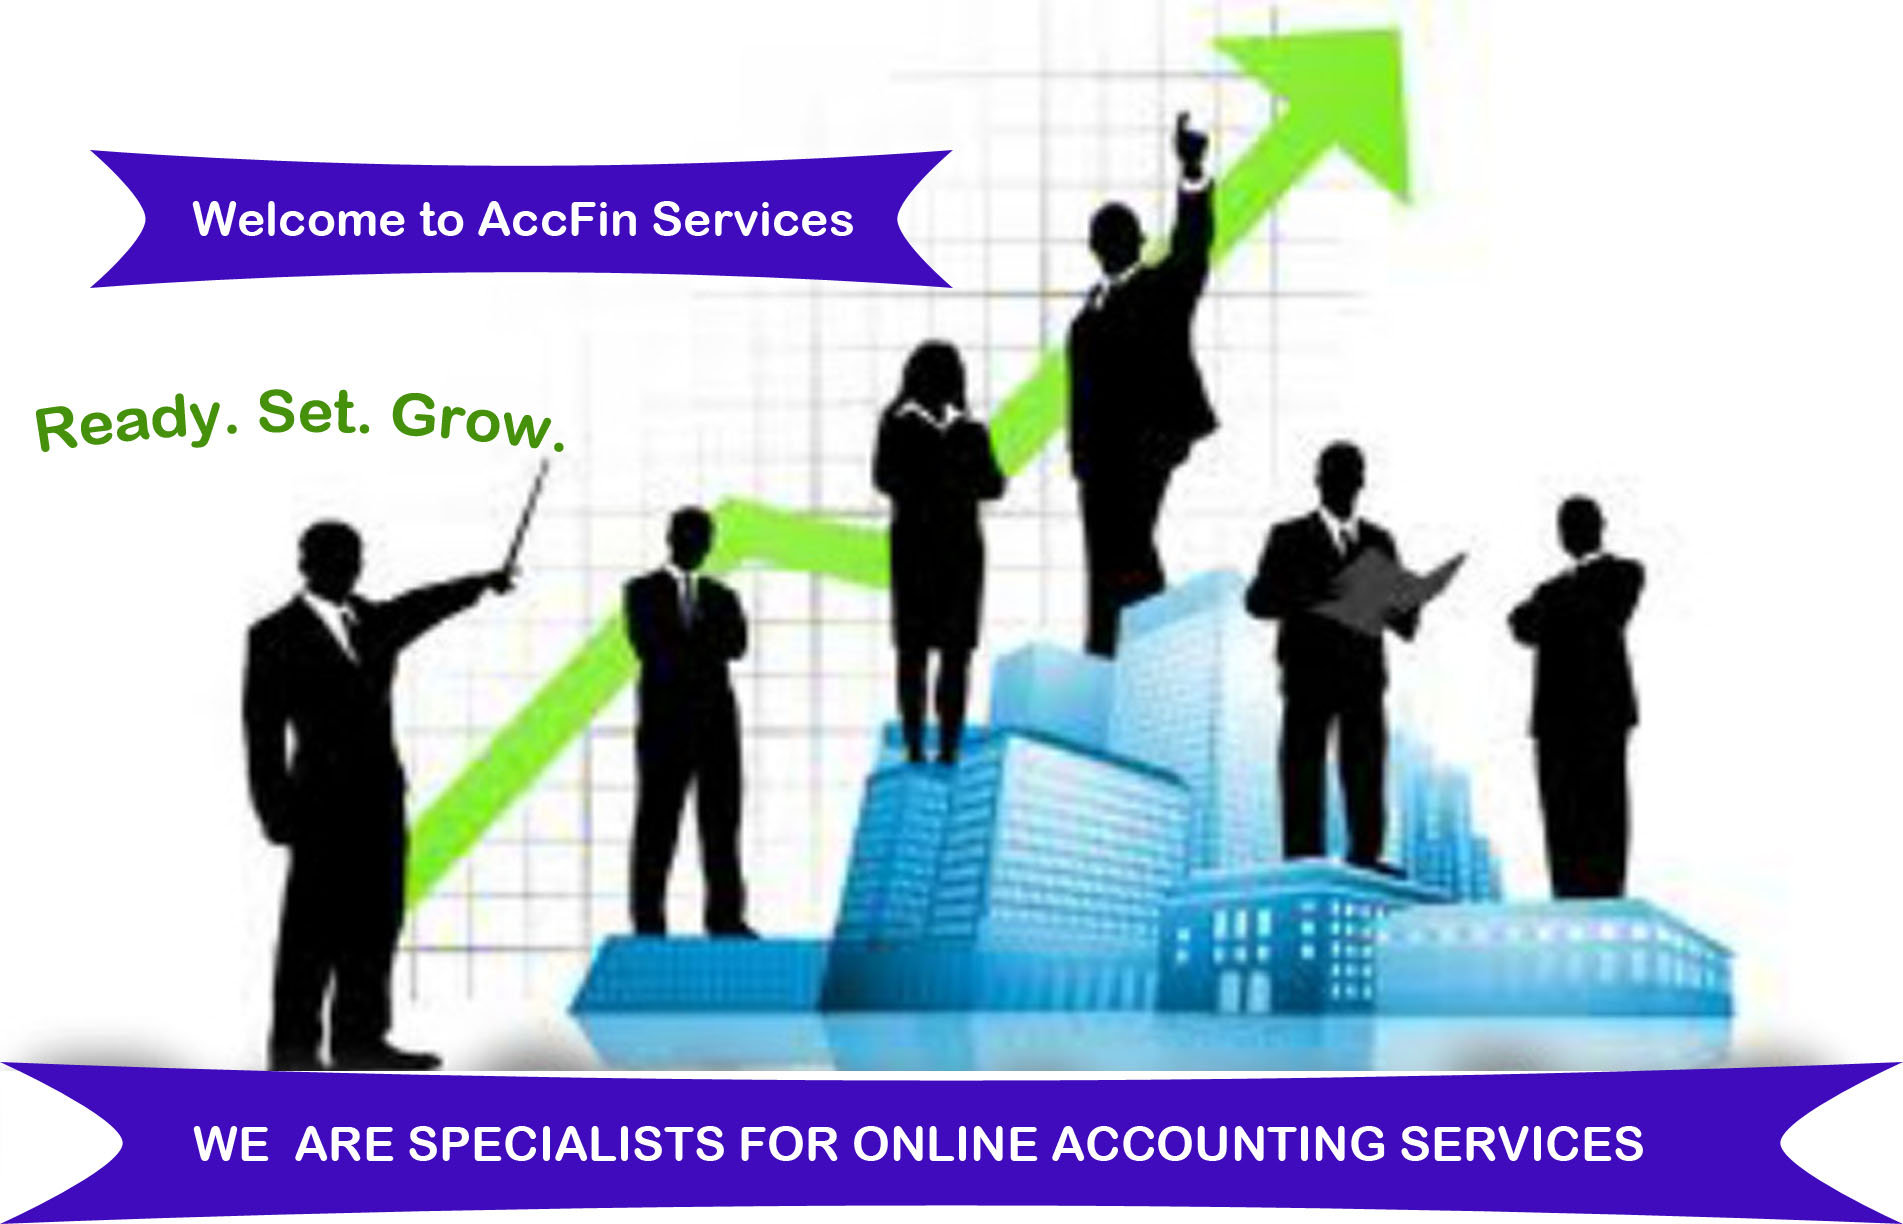 Welcome to AccFin Services
Ready. Set. Grow.
WE ARE SPECIALISTS FOR ONLINE ACCOUNTING SERVICES